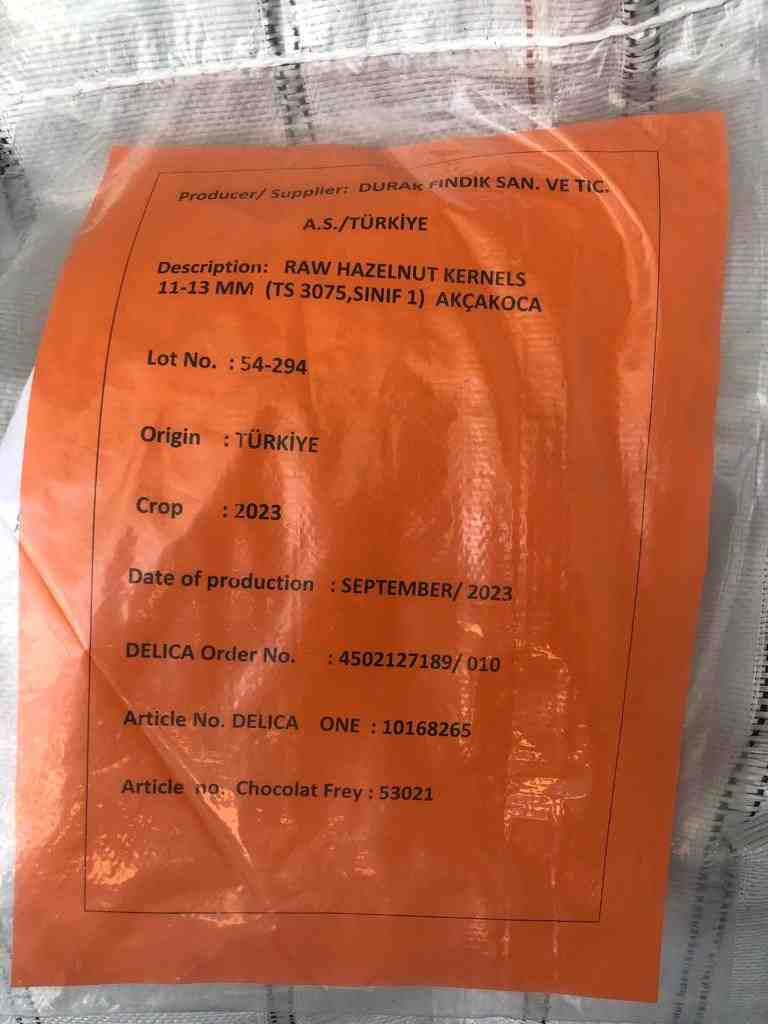 Producer/ Supplier: DURAK FINDIK SAN. VE TIC.
A.S./TÜRKİYE
Description: RAW HAZELNUT KERNELS
11-13 MM (TS 3075,SINIF 1) AKÇAKOCA
Lot No. : 54-294
Origin : TÜRKİYE
Crop : 2023
Date of production : SEPTEMBER/ 2023
DELICA Order No. : 4502127189/ 010
Article No. DELICA ONE : 10168265
Article no. Chocolat Frey : 53021